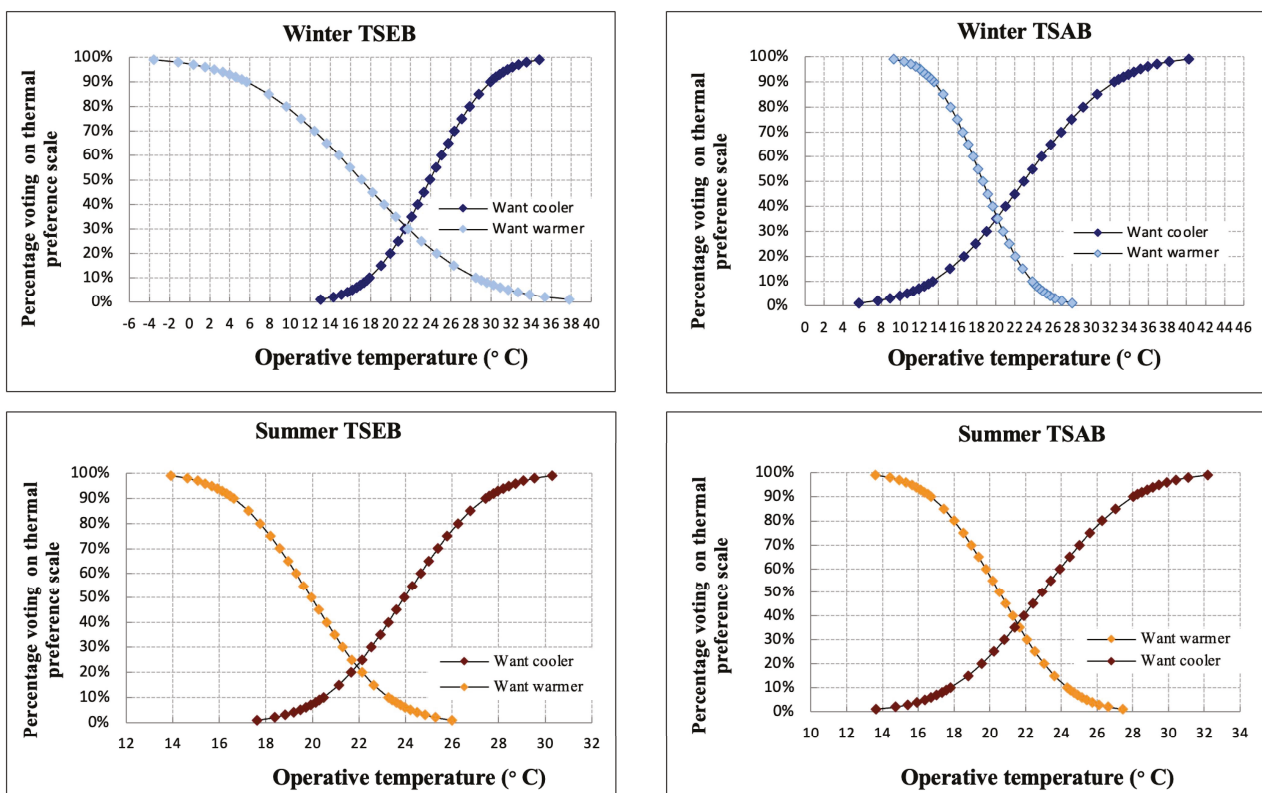 Winter TSEB
Percentage voting on thermal
preference scale
100%
90%
80%
70%
60%
50%
40%
30%
20%
10%
0%
Want cooler
Want warmer
-6 -4 -2 0 2 4 6 8 10 12 14 16 18 20 22 24 26 28 30 32 34 36 38 40
Operative temperature (° C)
Winter TSAB
Percentage voting on thermal
preference scale
100%
90%
80%
70%
60%
50%
40%
30%
20%
10%
0%
Want cooler
Want warmer
0 2 4 6 8 10 12 14 16 18 20 22 24 26 28 30 32 34 36 38 40 42 44 46
Operative temperature (° C)
Summer TSEB
Percentage voting on thermal
preference scale
100%
90%
80%
70%
60%
50%
40%
30%
20%
10%
0%
Want cooler
Want warmer
12 14 16 18 20 22 24 26 28 30 32
Operative temperature (° C)
Summer TSAB
Percentage voting on thermal
preference scale
100%
90%
80%
70%
60%
50%
40%
30%
20%
10%
0%
Want warmer
Want cooler
10 12 14 16 18 20 22 24 26 28 30 32 34
Operative temperature (° C)